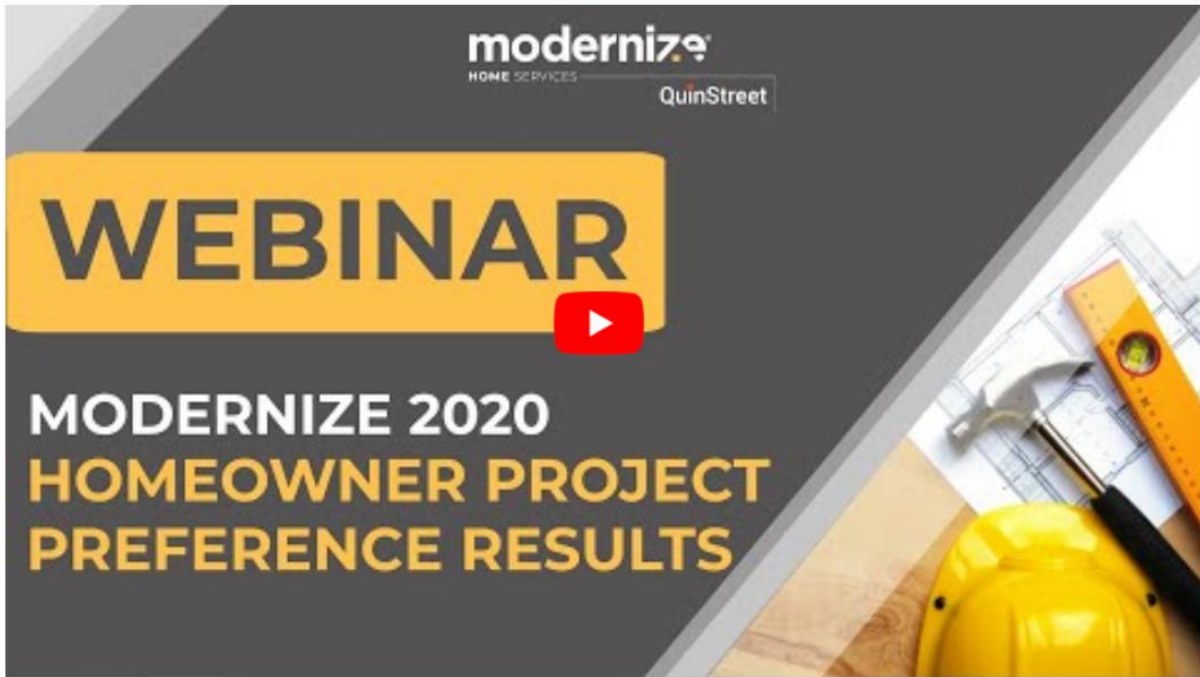 modernize
HOME SERVICES
QuinStreet
WEBINAR
MODERNIZE 2020
HOMEOWNER PROJECT
PREFERENCE RESULTS